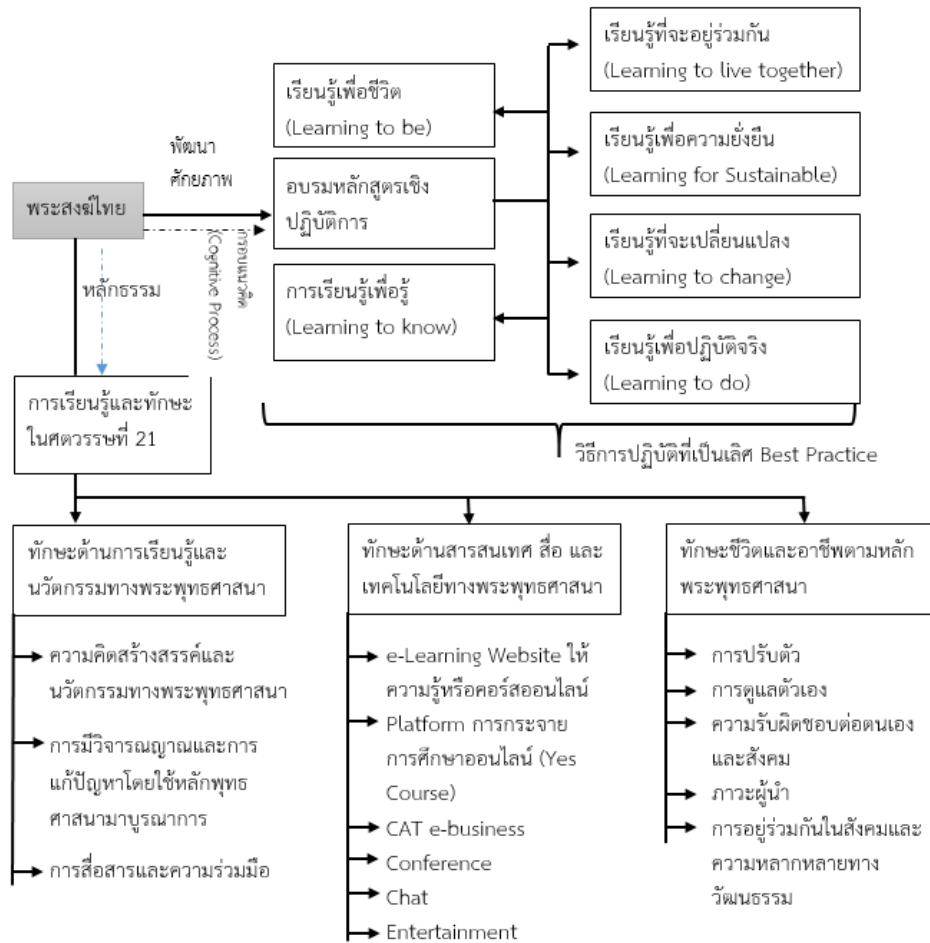 เรียนรู้ที่จะอยู่ร่วมกัน
(Learning to live together)
เรียนรู้เพื่อชีวิต
(Learning to be)
พัฒนา
ศักยภาพ
เรียนรู้เพื่อความยั่งยืน
(Learning for Sustainable)
พระสงฆ์ไทย
อบรมหลักสูตรเชิง
ปฏิบัติการ
กรอบแนวคิด
(Cognitive Process)
เรียนรู้ที่จะเปลี่ยนแปลง
(Learning to change)
หลักธรรม
การเรียนรู้เพื่อรู้
(Learning to know)
เรียนรู้เพื่อปฏิบัติจริง
(Learning to do)
การเรียนรู้และทักษะ
ในศตวรรษที่ 21
วิธีการปฏิบัติที่เป็นเลิศ Best Practice
ทักษะด้านการเรียนรู้และ
นวัตกรรมทางพระพุทธศาสนา
ความคิดสร้างสรรค์และ
นวัตกรรมทางพระพุทธศาสนา
การมีวิจารณญาณและการ
แก้ปัญหาโดยใช้หลักพุทธ
ศาสนามาบูรณาการ
การสื่อสารและความร่วมมือ
ทักษะด้านสารสนเทศ สื่อ และ
เทคโนโลยีทางพระพุทธศาสนา
e-Learning Website ให้
ความรู้หรือคอร์สออนไลน์
Platform การกระจาย
การศึกษาออนไลน์ (Yes
Course)
CAT e-business
Conference
Chat
Entertainment
ทักษะชีวิตและอาชีพตามหลัก
พระพุทธศาสนา
การปรับตัว
การดูแลตัวเอง
ความรับผิดชอบต่อตนเอง
และสังคม
ภาวะผู้นำ
การอยู่ร่วมกันในสังคมและ
ความหลากหลายทาง
วัฒนธรรม